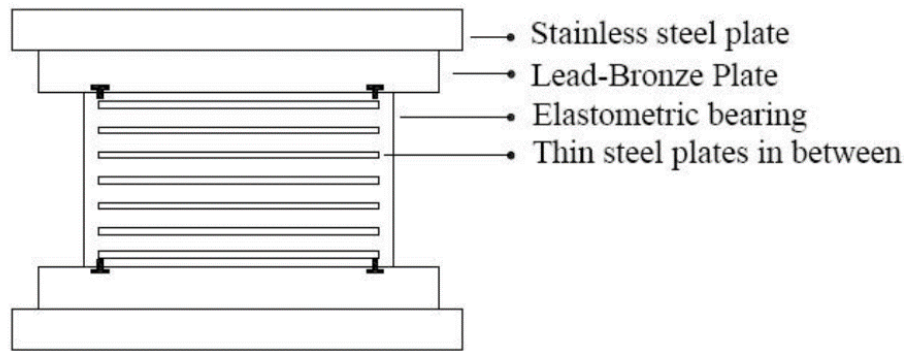 Stainless steel plate
Lead-Bronze Plate
Elastometric bearing
Thin steel plates in between